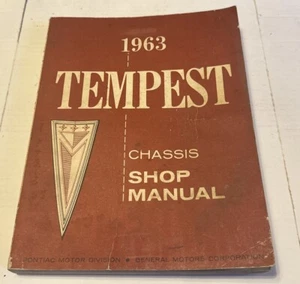 1963
TEMPEST
CHASSIS
SHOP
MANUAL
PONTIAC MOTOR DIVISION • GENERAL MOTORS CORPORATION